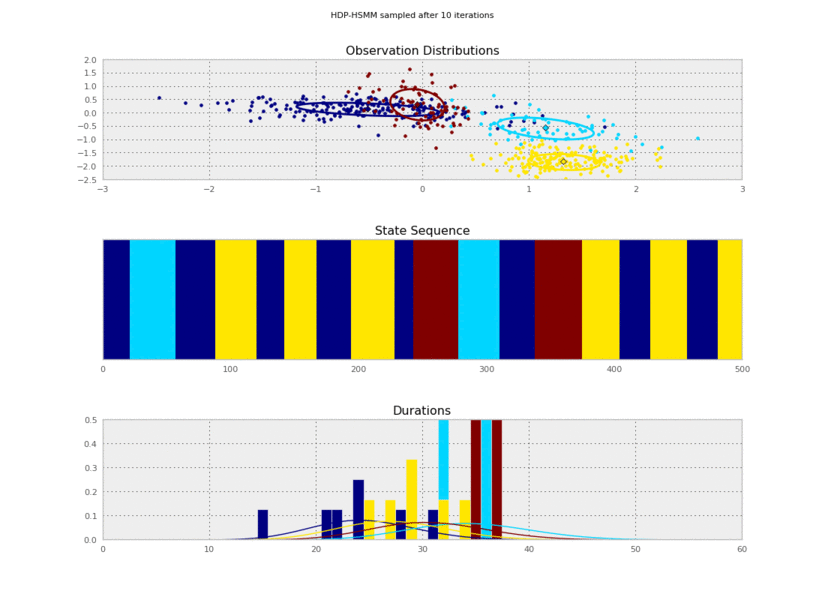 HDP-HSMM sampled after 10 iterations
Observation Distributions
2.0
1.5
1.0
0.5
0.0
−0.5
−1.0
−1.5
−2.0
−2.5
−3 −2 −1 0 1 2 3
State Sequence
0 100 200 300 400 500
Durations
0.5
0.4
0.3
0.2
0.1
0.0
0 10 20 30 40 50 60